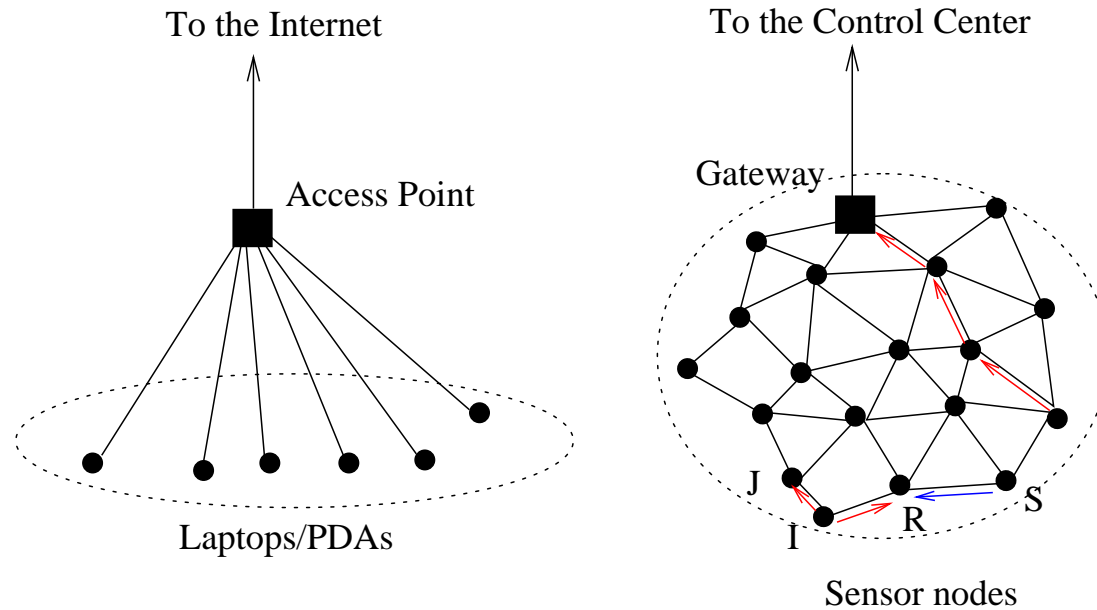 To the Internet
Access Point
Laptops/PDAs
To the Control Center
Gateway
J
I
R
S
Sensor nodes